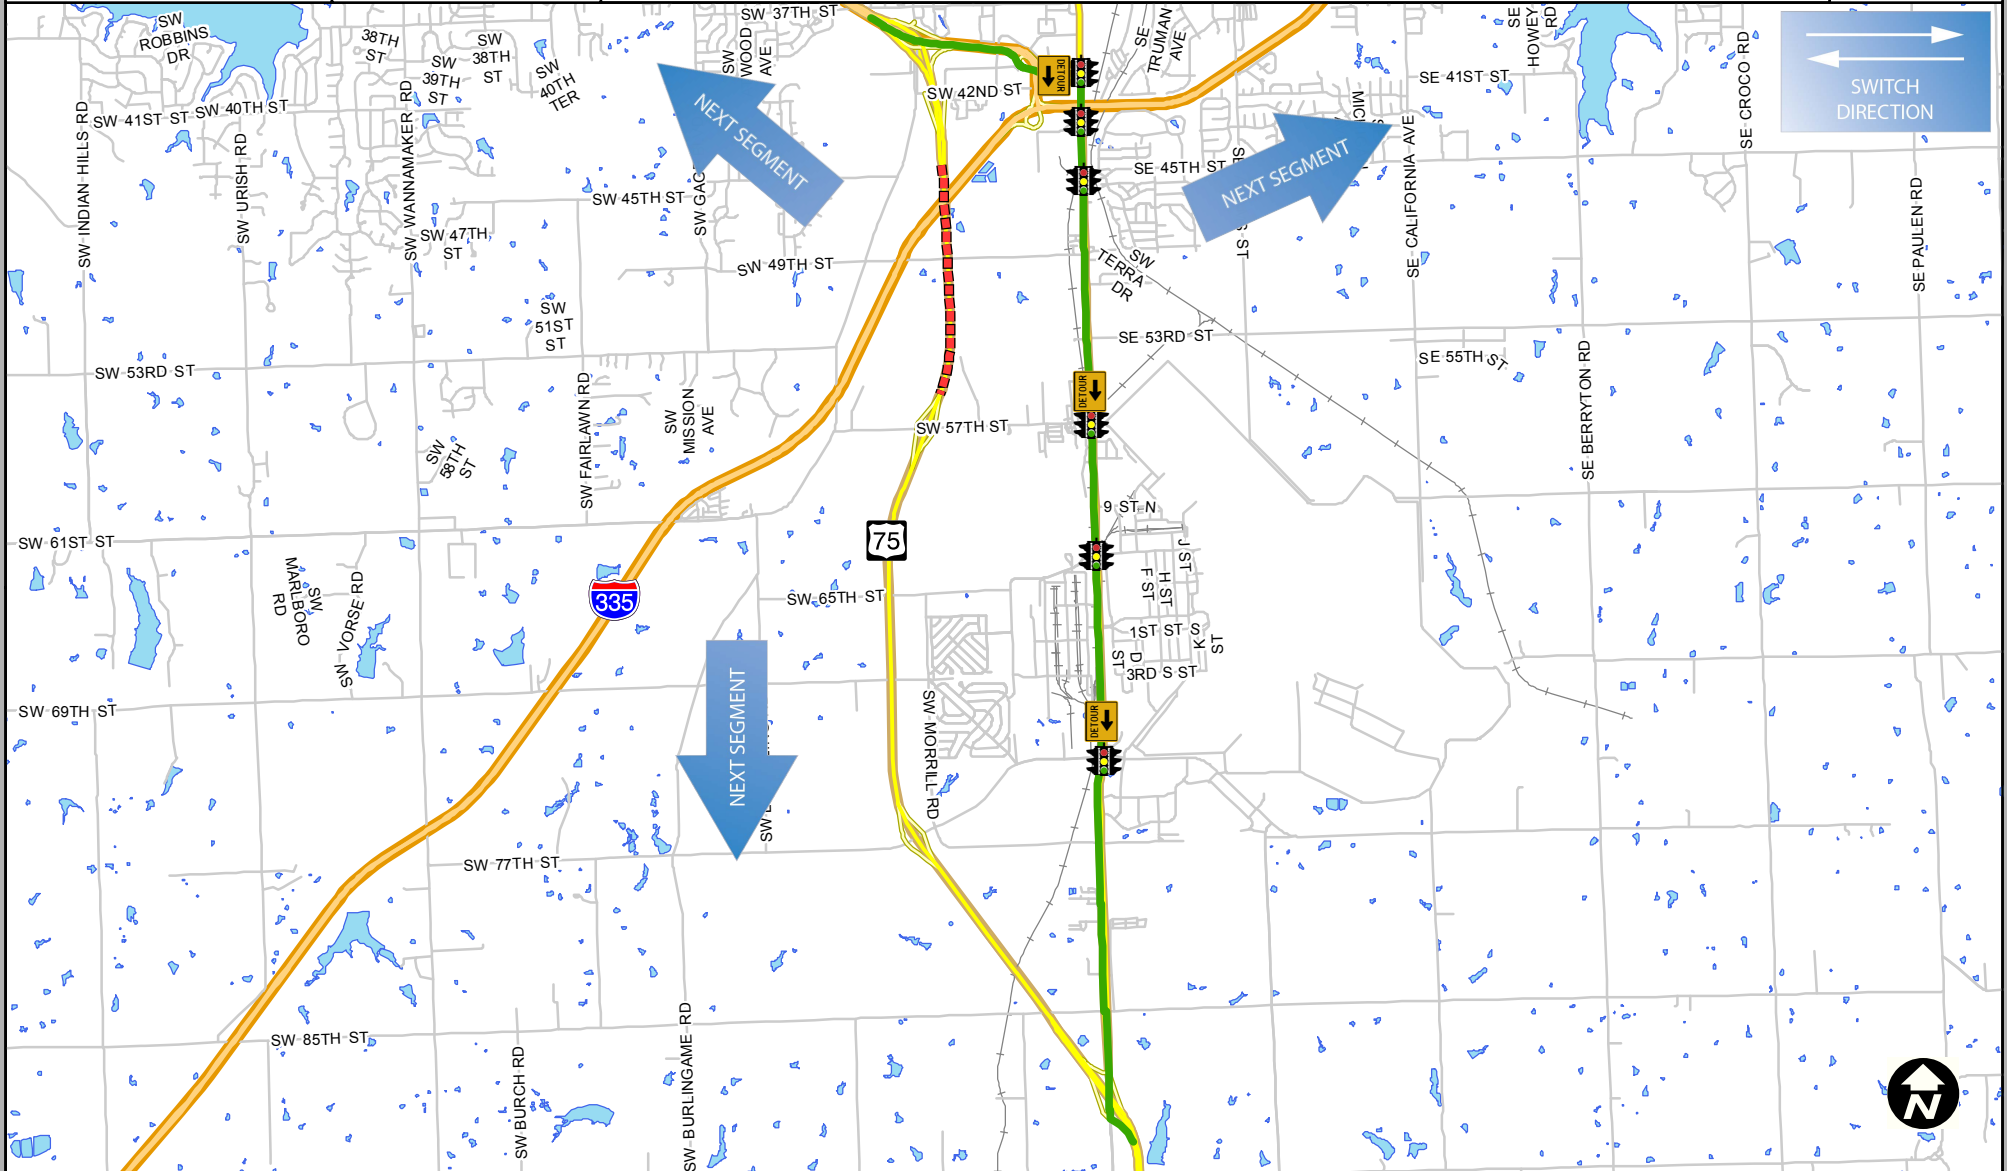 SW 37TH ST
SW
ROBBINS
DR
38TH
ST
SW
38TH
ST
SW
39TH
ST
SW
40TH
TER
SW
WOOD
AVE
SE
TRUMAN
AVE
SE
HOWEY
RD
SE CROCO RD
SWITCH
DIRECTION
SE 41ST ST
SW 42ND ST
DETOUR
SW 41ST ST
SW 40TH ST
SW INDIAN HILLS RD
SW URISH RD
SW WANNAMAKER RD
NEXT SEGMENT
NEXT SEGMENT
SE CALIFORNIA AVE
SE PAULEN RD
SE 45TH ST
SW 45TH ST
SW 47TH
ST
SW 49TH ST
SW
TERRA
DR
SW
51ST
ST
SE 53RD ST
SE 55TH ST
SW 53RD ST
SW FAIRLAWN RD
SW
MISSION
AVE
DETOUR
SE BERRYTON RD
SW 57TH ST
SW
58TH
ST
9 ST N
75
SW 61ST ST
J ST
H ST
F ST
SW
MARLBORO
RD
SW VORSE RD
335
SW 65TH ST
1ST ST S
K ST
D ST
3RD S ST
NEXT SEGMENT
SW 69TH ST
SW MORRILL RD
DETOUR
SW 77TH ST
SW 85TH ST
SW BURCH RD
SW BURLINGAME RD
N